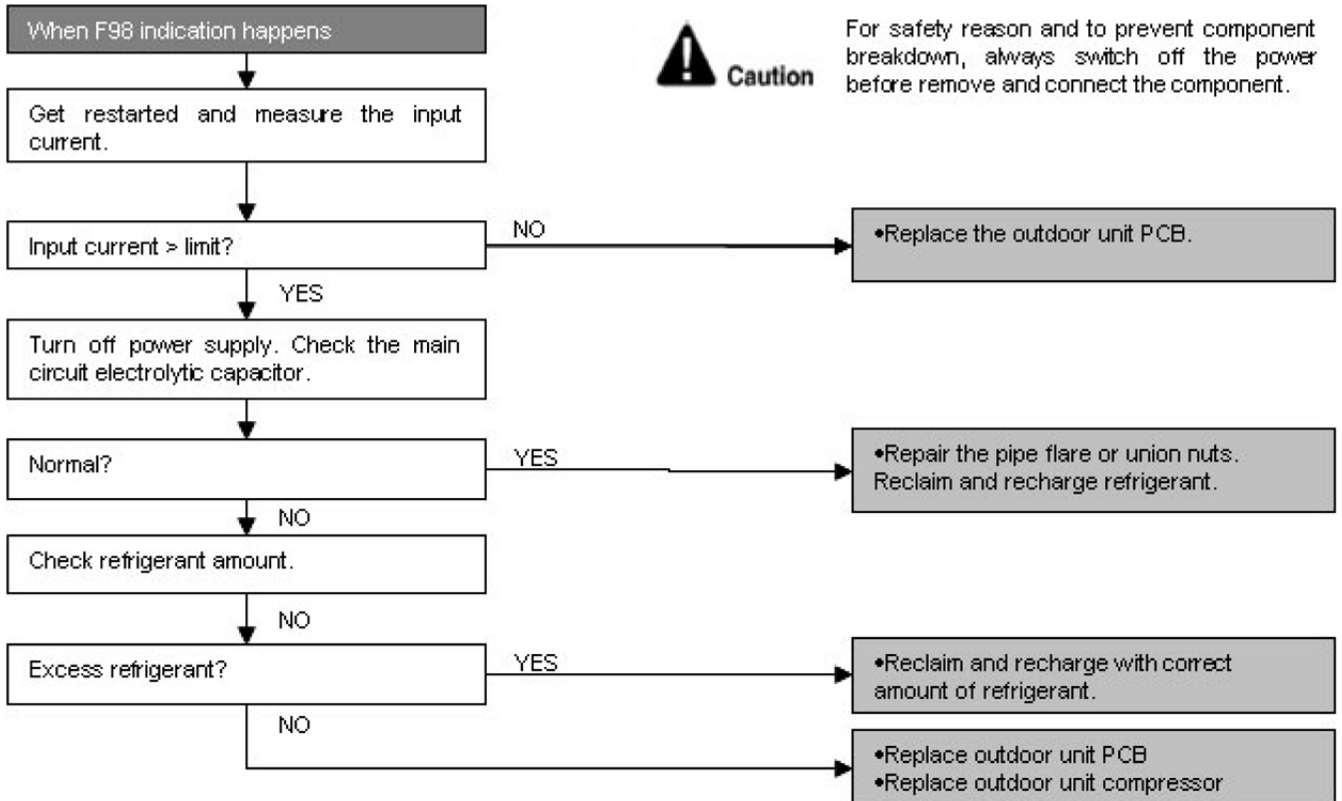 When F98 indication happens
Caution
For safety reason and to prevent component
breakdown, always switch off the power
before remove and connect the component.
Get restarted and measure the input
current.
Input current > limit?
NO
•Replace the outdoor unit PCB.
YES
Turn off power supply. Check the main
circuit electrolytic capacitor.
Normal?
YES
•Repair the pipe flare or union nuts.
Reclaim and recharge refrigerant.
NO
Check refrigerant amount.
NO
Excess refrigerant?
YES
•Reclaim and recharge with correct
amount of refrigerant.
NO
•Replace outdoor unit PCB
•Replace outdoor unit compressor